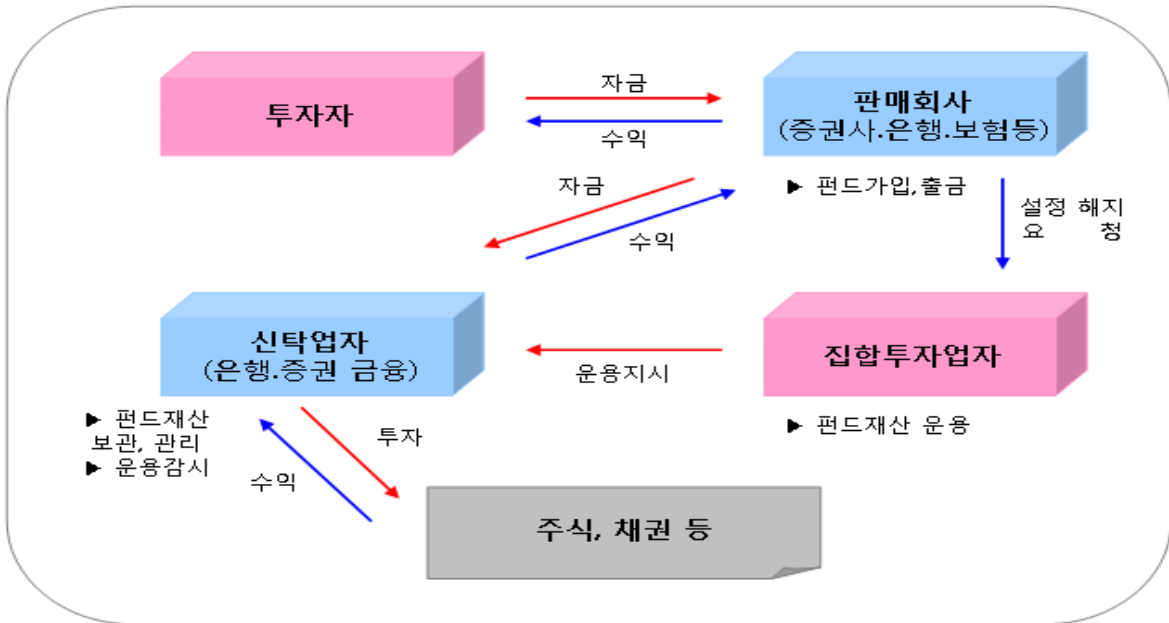 투자자
자금
수익
판매회사
(증권사.은행.보험등)
▶ 펀드가입,출금
자금
수익
설정 해지
요 청
신탁업자
(은행.증권 금융)
운용지시
집합투자업자
▶ 펀드재산 운용
▶ 펀드재산
보관, 관리
▶ 운용감시
투자
수익
주식, 채권 등